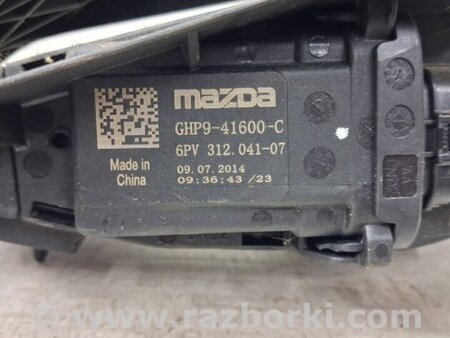 mazda
GHP9-41600-C
6PV 312.041-07
Made in
China
09.07.2014
09:36:43 /23
www.razborki.com